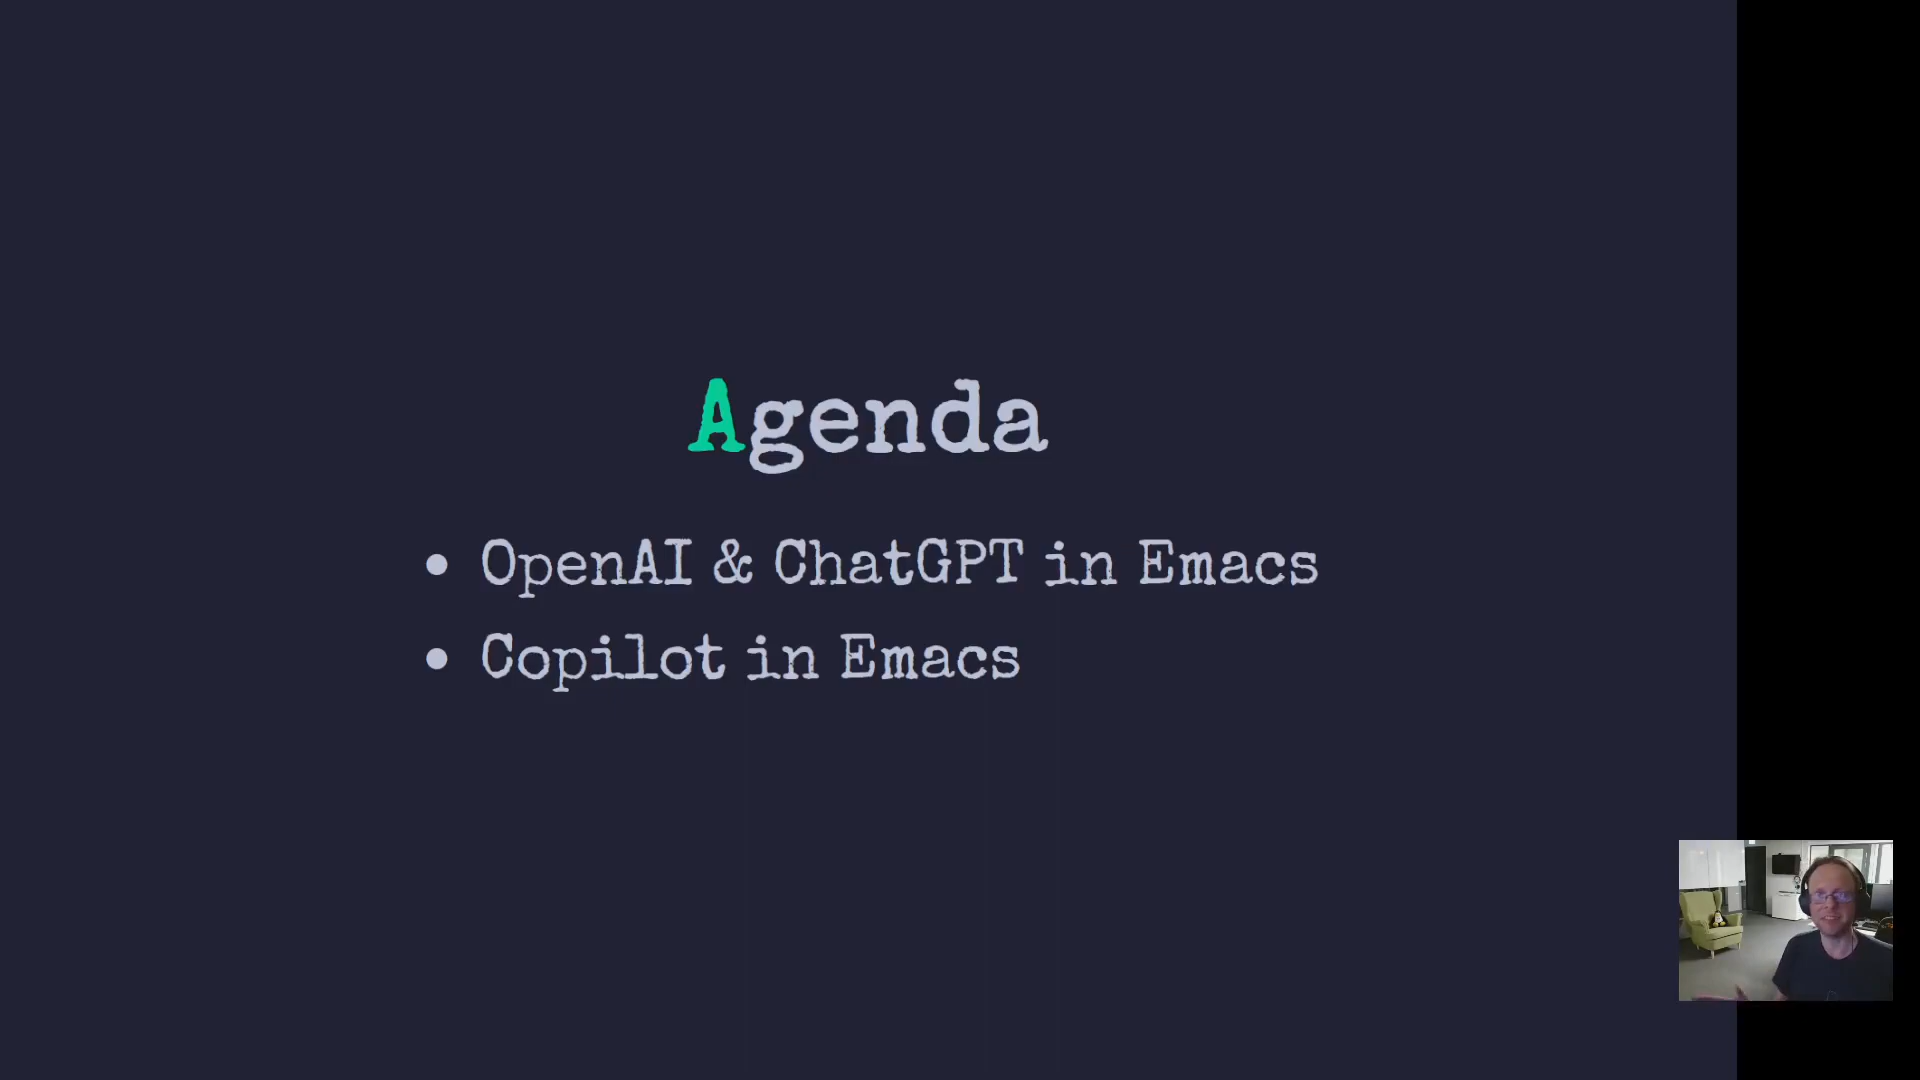 Agenda
• OpenAI & ChatGPT in Emacs
• Copilot in Emacs